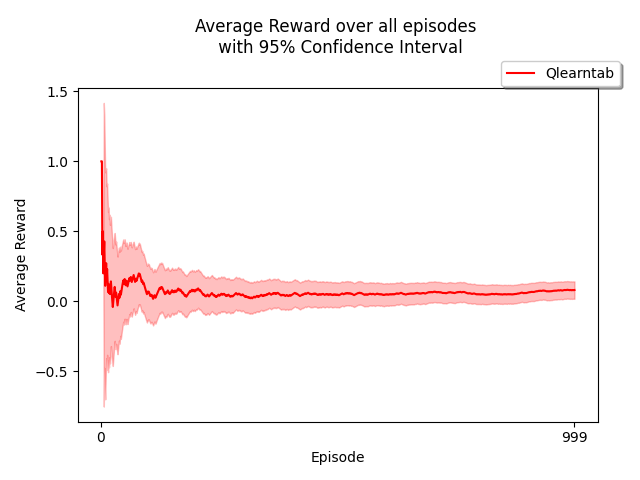 Average Reward over all episodes
with 95% Confidence Interval
Qlearntab
1.5
1.0
0.5
0.0
−0.5
Average Reward
0
999
Episode